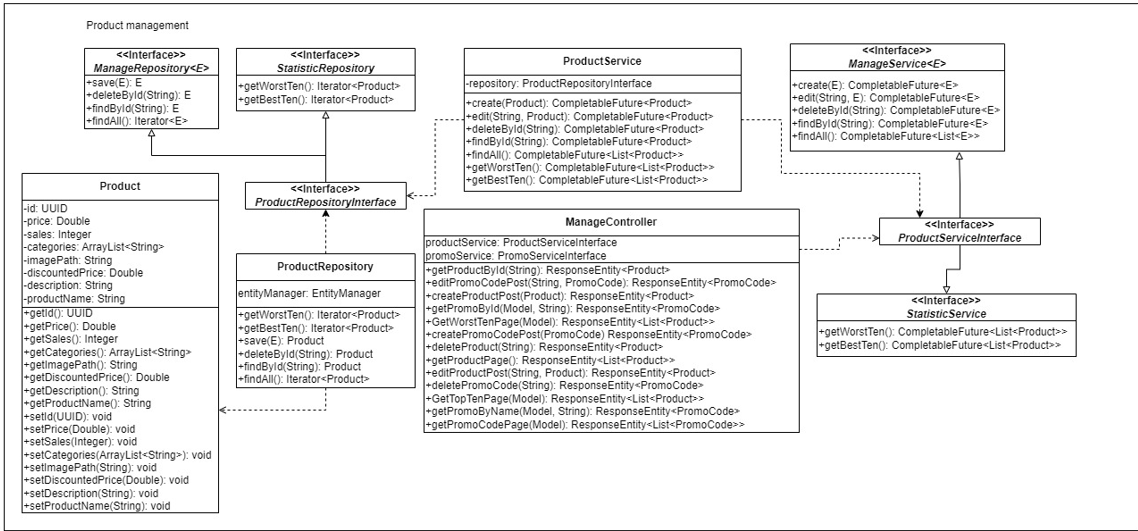 Product management
<<Interface>>
ManageRepository<E>
+save(E): E
+deleteById(String): E
+findById(String): E
+findAll(): Iterator<E>
<<Interface>>
StatisticRepository
+getWorstTen(): Iterator<Product>
+getBestTen(): Iterator<Product>
ProductService
-repository: ProductRepositoryInterface
+create(Product): CompletableFuture<Product>
+edit(String, Product): CompletableFuture<Product>
+deleteById(String): CompletableFuture<Product>
+findById(String): CompletableFuture<Product>
+findAll(): CompletableFuture<List<Product>>
+getWorstTen(): CompletableFuture<List<Product>>
+getBestTen(): CompletableFuture<List<Product>>
<<Interface>>
ManageService<E>
+create(E): CompletableFuture<E>
+edit(String, E): CompletableFuture<E>
+deleteById(String): CompletableFuture<E>
+findById(String): CompletableFuture<E>
+findAll(): CompletableFuture<List<E>>
Product
-id: UUID
-price: Double
-sales: Integer
-categories: ArrayList<String>
-imagePath: String
-discountedPrice: Double
-description: String
-productName: String
+getId(): UUID
+getPrice(): Double
+getSales(): Integer
+getCategories(): ArrayList<String>
+getImagePath(): String
+getDiscountedPrice(): Double
+getDescription(): String
+getProductName(): String
+setId(UUID): void
+setPrice(Double): void
+setSales(Integer): void
+setCategories(ArrayList<String>): void
+setImagePath(String): void
+setDiscountedPrice(Double): void
+setDescription(String): void
+setProductName(String): void
<<Interface>>
ProductRepositoryInterface
ProductRepository
entityManager: EntityManager
+getWorstTen(): Iterator<Product>
+getBestTen(): Iterator<Product>
+save(E): Product
+deleteById(String): Product
+findById(String): Product
+findAll(): Iterator<Product>
ManageController
productService: ProductServiceInterface
promoService: PromoServiceInterface
+getProductById(String): ResponseEntity<Product>
+editPromoCodePost(String, PromoCode): ResponseEntity<PromoCode>
+createProductPost(Product): ResponseEntity<Product>
+getPromoById(Model, String): ResponseEntity<PromoCode>
+GetWorstTenPage(Model): ResponseEntity<List<Product>>
+createPromoCodePost(PromoCode) ResponseEntity<PromoCode>
+deleteProduct(String): ResponseEntity<Product>
+getProductPage(): ResponseEntity<List<Product>>
+editProductPost(String, Product): ResponseEntity<Product>
+deletePromoCode(String): ResponseEntity<PromoCode>
+GetTopTenPage(Model): ResponseEntity<List<Product>>
+getPromoByName(Model, String): ResponseEntity<PromoCode>
+getPromoCodePage(Model): ResponseEntity<List<PromoCode>>
<<Interface>>
ProductServiceInterface
<<Interface>>
StatisticService
+getWorstTen(): CompletableFuture<List<Product>>
+getBestTen(): CompletableFuture<List<Product>>